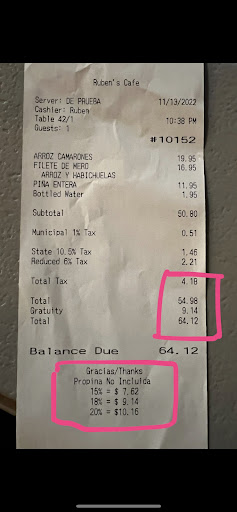 Ruben's Cafe
Server: DE PRUEBA 11/13/2022
Cashier: Ruben
Table 42/1 10:38 PM
Guests: 1
#10152
ARROZ CAMARONES 19.95
FILETE DE MERO 16.95
ARROZ Y HABICHUELAS
PIÑA ENTERA 11.95
Bottled Water 1.95
Subtotal 50.80
Municipal 1% Tax 0.51
State 10.5% Tax 1.46
Reduced 6% Tax 2.21
Total Tax 4.18
Total 54.98
Gratuity 9.14
Total 64.12
Balance Due 64.12
Gracias/Thanks
Propina No Incluida
15% = $ 7.62
18% = $ 9.14
20% = $10.16